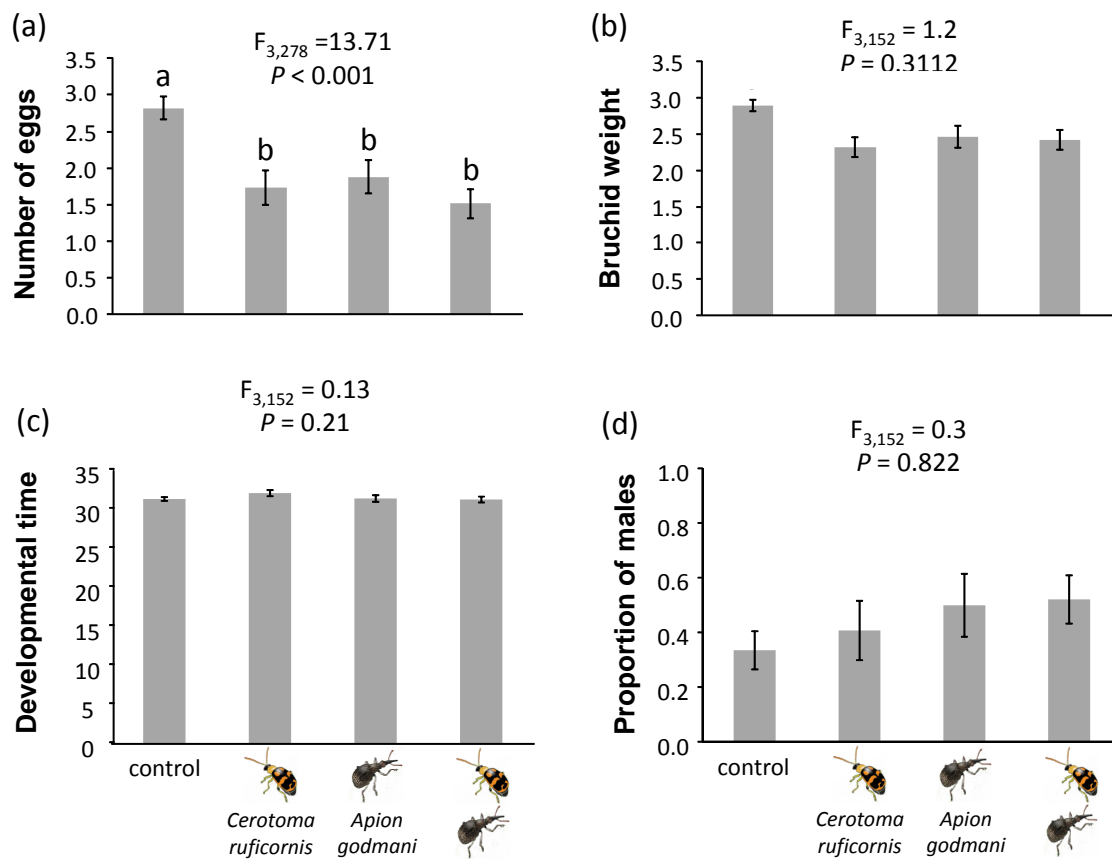 (a)
F3,278 =13.71
P < 0.001
Number of eggs
3.5
3.0
2.5
2.0
1.5
1.0
0.5
0.0
a
b
b
b
(b)
F3,152 = 1.2
P = 0.3112
Bruchid weight
3.5
3.0
2.5
2.0
1.5
1.0
0.5
0.0
(c)
F3,152 = 0.13
P = 0.21
Developmental time
35
30
25
20
15
10
5
0
control
Cerotoma
ruficornis
Apion
godmani
(d)
F3,152 = 0.3
P = 0.822
Proportion of males
1.0
0.8
0.6
0.4
0.2
0.0
control
Cerotoma
ruficornis
Apion
godmani